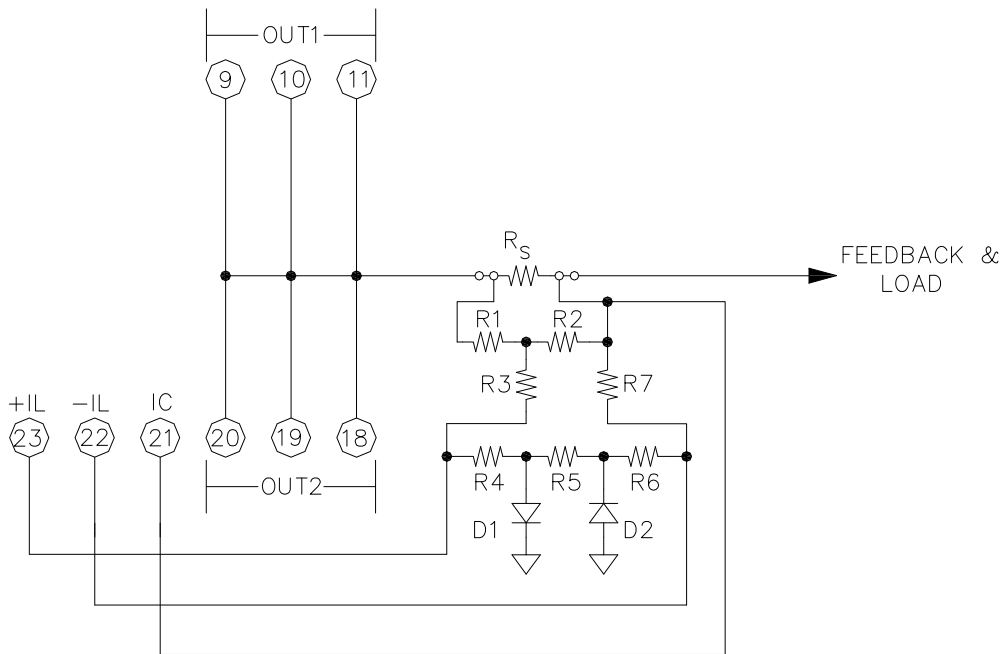 OUT1
9 10 11
RS
FEEDBACK &
LOAD
R1 R2
R3 R7
+IL -IL IC
23 22 21 20 19 18
R4 R5 R6
OUT2
D1 D2